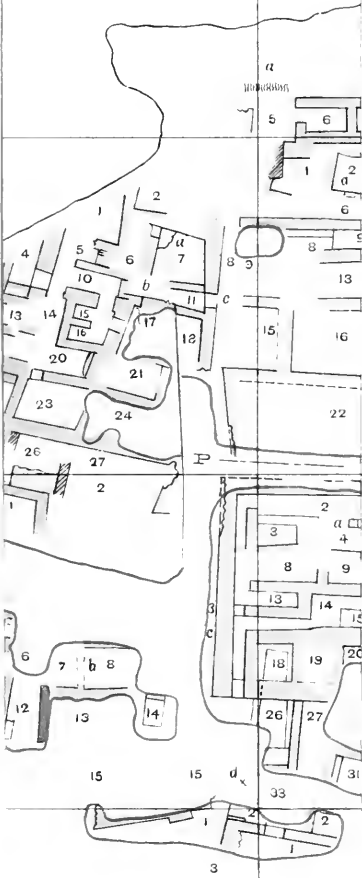 a
5 6
1 2
a
6
2
1
a
7
8 9 8 9
4 5 E 6
13
10 b
11 c
13 14 15 17
16 18 15 16
20
21
23 24 22
26
27 P
2
1 2
3 a
4
8 9
13 14 15
3
c
6 7 b 8
18 19 20
12 13 14
26 27
31
15 15 d x
33
1 2 2
1
3